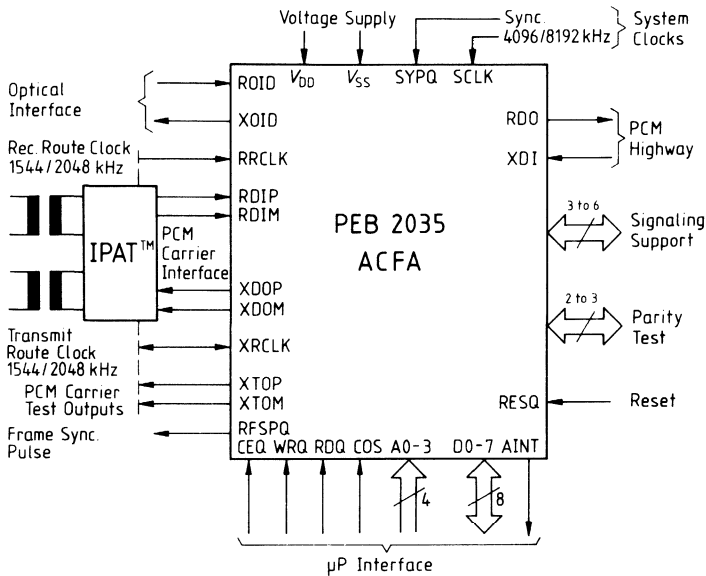 Voltage Supply
Sync.
4096/8192 kHz
System
Clocks
VDD VSS SYPQ SCLK
Optical
Interface
ROID
XOID
RDO
XDI
PCM
Highway
Rec. Route Clock
1544/2048 kHz
RRCLK
RDIP
RDIM
IPAT™
PCM
Carrier
Interface
PEB 2035
ACFA
3 to 6
Signaling
Support
XDOP
XDOM
2 to 3
Parity
Test
Transmit
Route Clock
1544/2048 kHz
XRCLK
PCM Carrier
Test Outputs
XTOP
XTOM
RESQ
Reset
Frame Sync.
Pulse
RFSPQ
CEQ WRQ RDQ COS A0-3 D0-7 AINT
4
8
µP Interface